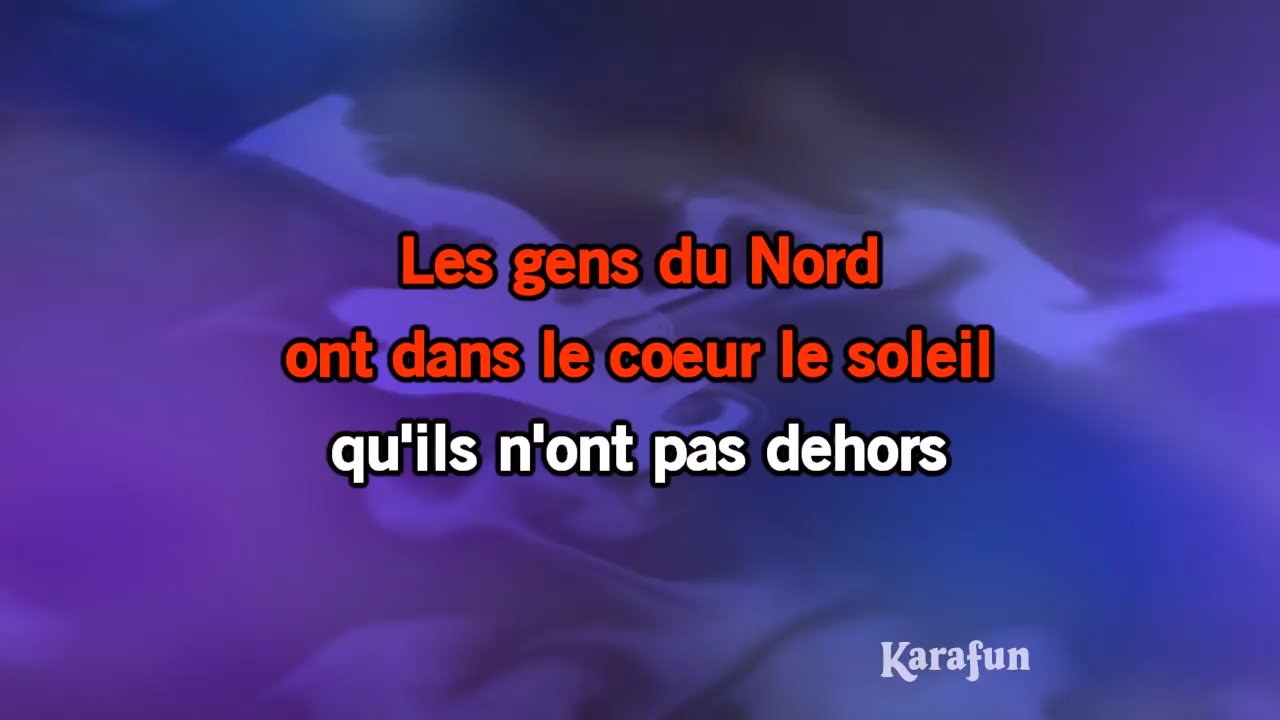 Les gens du Nord
ont dans le coeur le soleil
qu'ils n'ont pas dehors
Karafun